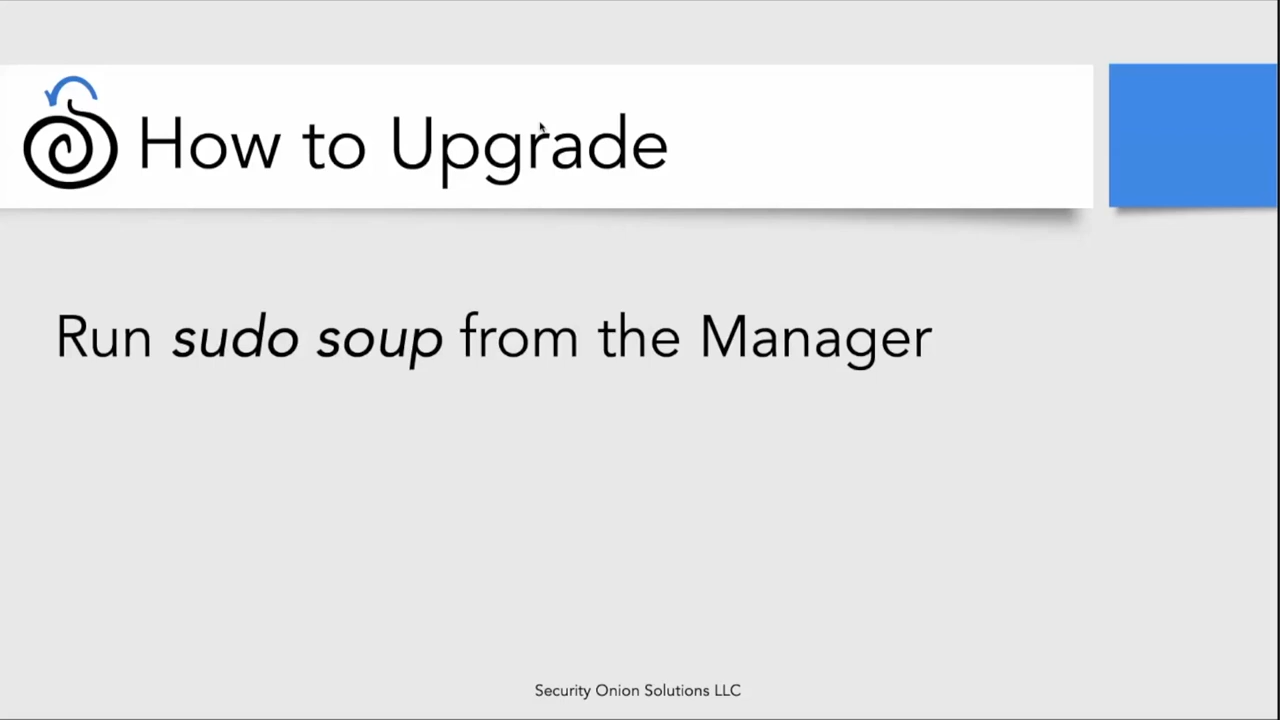 How to Upgrade
Run sudo soup from the Manager
Security Onion Solutions LLC